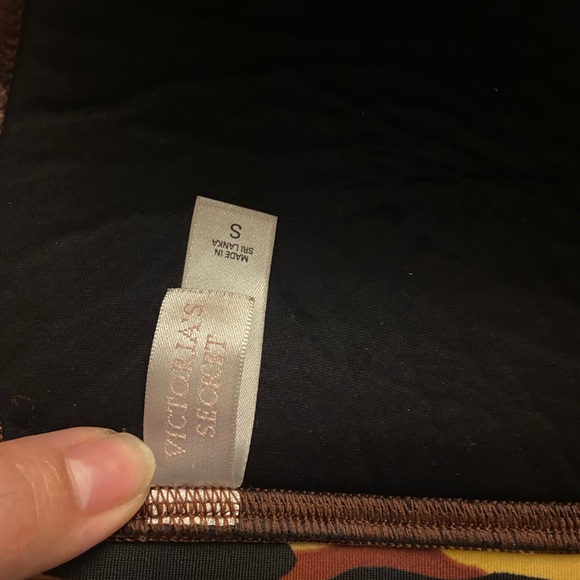 VICTORIA'S
SECRET
S
MADE IN
SRI LANKA